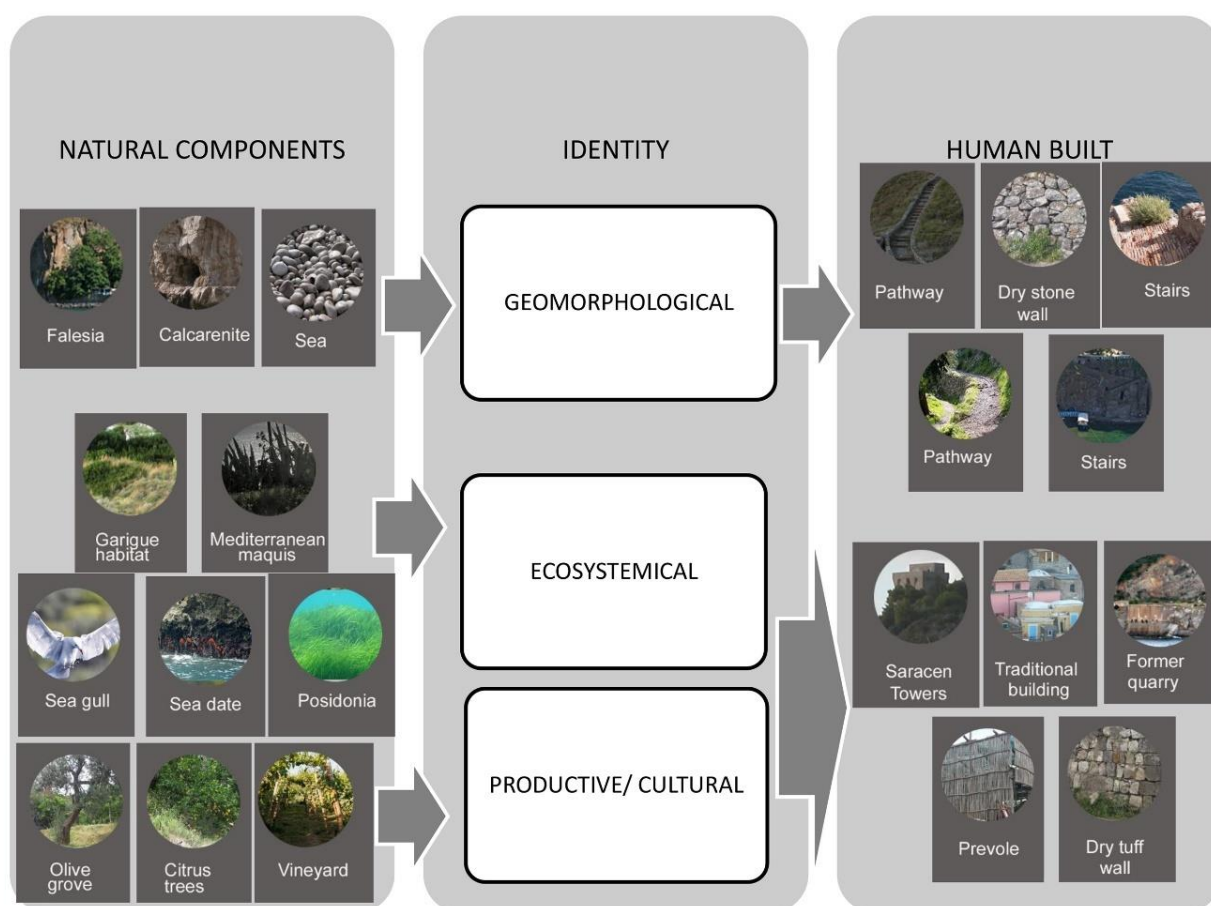 NATURAL COMPONENTS
Falesia
Calcarenite
Sea
Garigue
habitat
Mediterranean
maquis
Sea gull
Sea date
Posidonia
Olive
grove
Citrus
trees
Vineyard
IDENTITY
GEOMORPHOLOGICAL
ECOSYSTEMICAL
PRODUCTIVE/ CULTURAL
HUMAN BUILT
Pathway
Dry stone
wall
Stairs
Pathway
Stairs
Saracen
Towers
Traditional
building
Former
quarry
Prevole
Dry tuff
wall